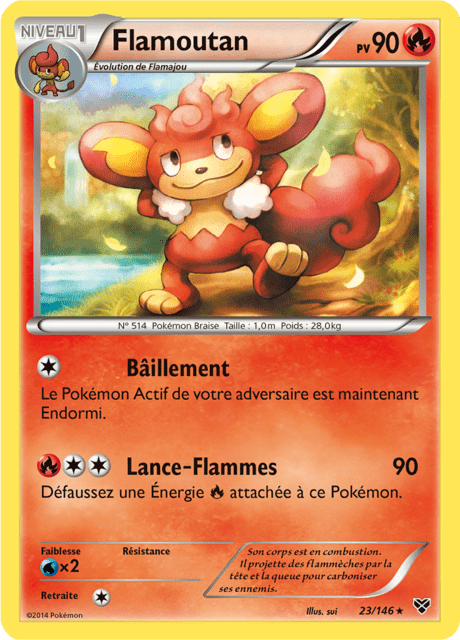 NIVEAU 1
Flamoutan
PV 90
Évolution de Flamajou
N° 514 Pokémon Braise Taille : 1,0m Poids : 28,0kg
Bâillement
Le Pokémon Actif de votre adversaire est maintenant
Endormi.
Lance-Flammes 90
Défaussez une Énergie attachée à ce Pokémon.
Faiblesse
Résistance
×2
Retraite
Son corps est en combustion.
Il projette des flammèches par la
tête et la queue pour carboniser
ses ennemis.
©2014 Pokémon
Illus. sui
23/146